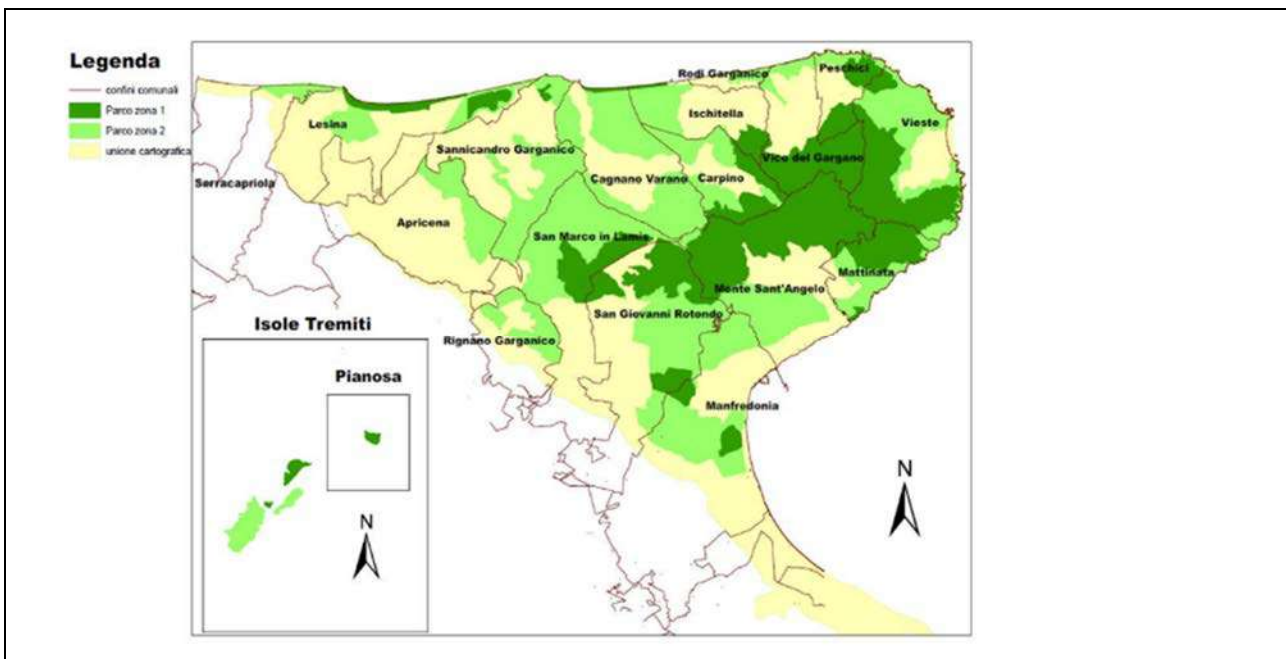 Legenda
confini comunali
Parco zona 1
Parco zona 2
unione cartografica
Rodi Garganico
Peschici
Lesina
Ischitella
Vieste
Sannicandro Garganico
Vico del Gargano
Serracapriola
Cagnano Varano
Carpino
Apricena
San Marco in Lamis
Mattinata
Monte Sant'Angelo
San Giovanni Rotondo
Isole Tremiti
Rignano Garganico
Pianosa
Manfredonia
N
N